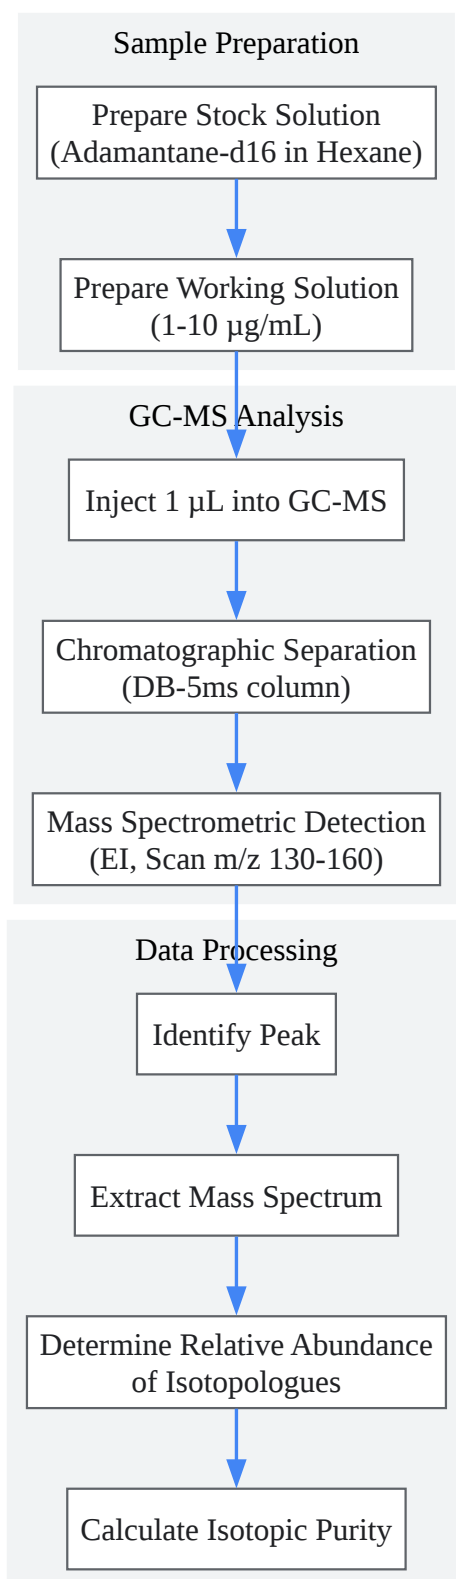 Sample Preparation
Prepare Stock Solution
(Adamantane-d16 in Hexane)
Prepare Working Solution
(1-10 µg/mL)
GC-MS Analysis
Inject 1 µL into GC-MS
Chromatographic Separation
(DB-5ms column)
Mass Spectrometric Detection
(EI, Scan m/z 130-160)
Data Processing
Identify Peak
Extract Mass Spectrum
Determine Relative Abundance
of Isotopologues
Calculate Isotopic Purity